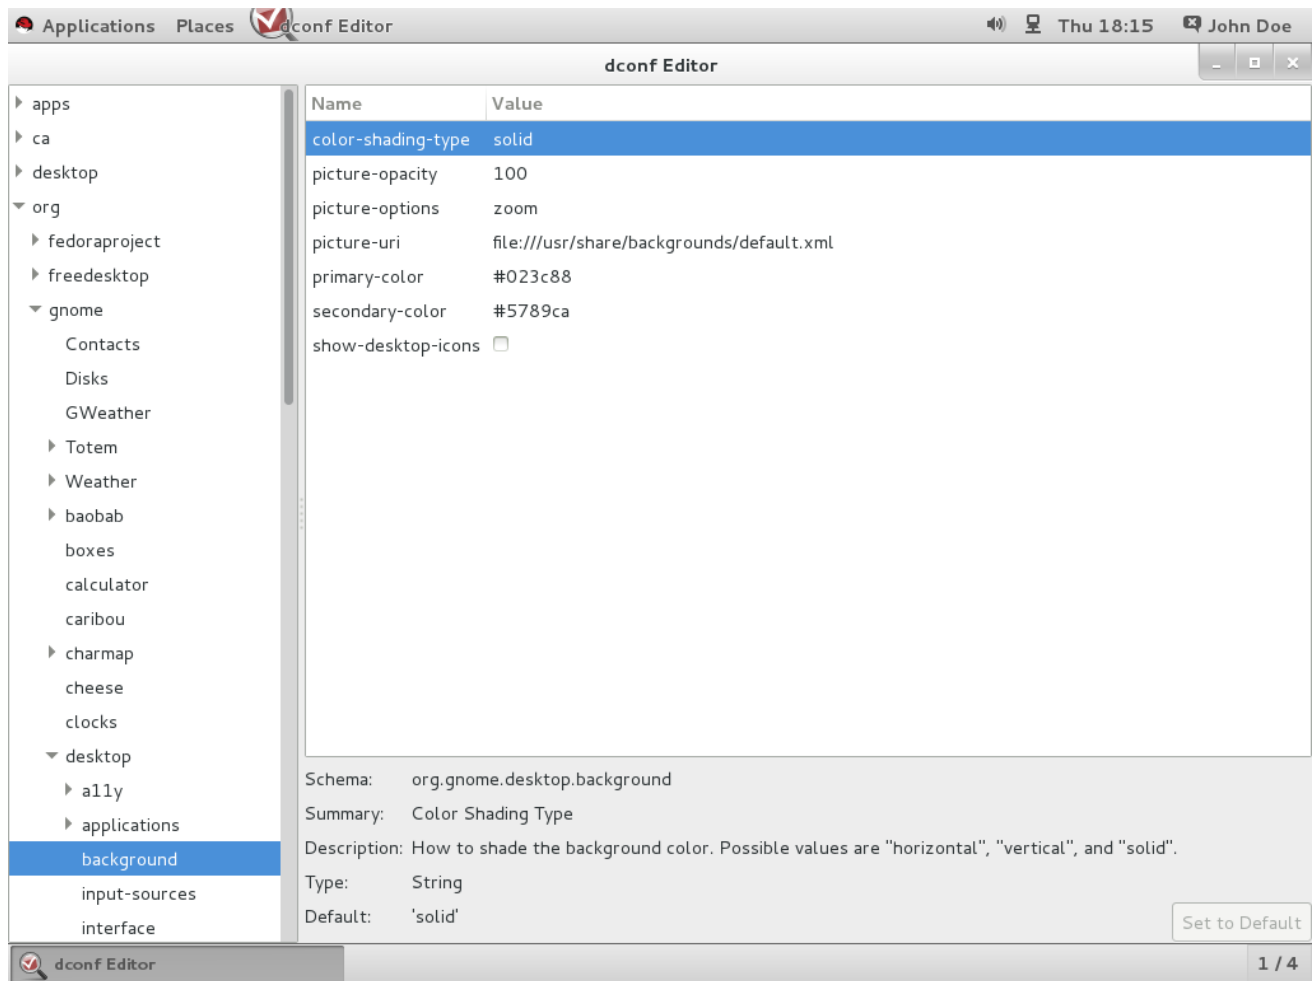 Applications Places dconf Editor Thu 18:15 John Doe
dconf Editor
apps
ca
desktop
org
fedoraproject
freedesktop
gnome
Contacts
Disks
GWeather
Totem
Weather
baobab
boxes
calculator
caribou
charmap
cheese
clocks
desktop
a11y
applications
background
input-sources
interface
Name Value
color-shading-type solid
picture-opacity 100
picture-options zoom
picture-uri file:///usr/share/backgrounds/default.xml
primary-color #023c88
secondary-color #5789ca
show-desktop-icons
Schema: org.gnome.desktop.background
Summary: Color Shading Type
Description: How to shade the background color. Possible values are "horizontal", "vertical", and "solid".
Type: String
Default: 'solid'
Set to Default
dconf Editor 1 / 4